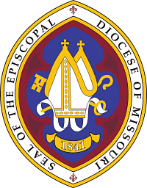 SEAL OF THE EPISCOPAL DIOCESE OF MISSOURI
1841